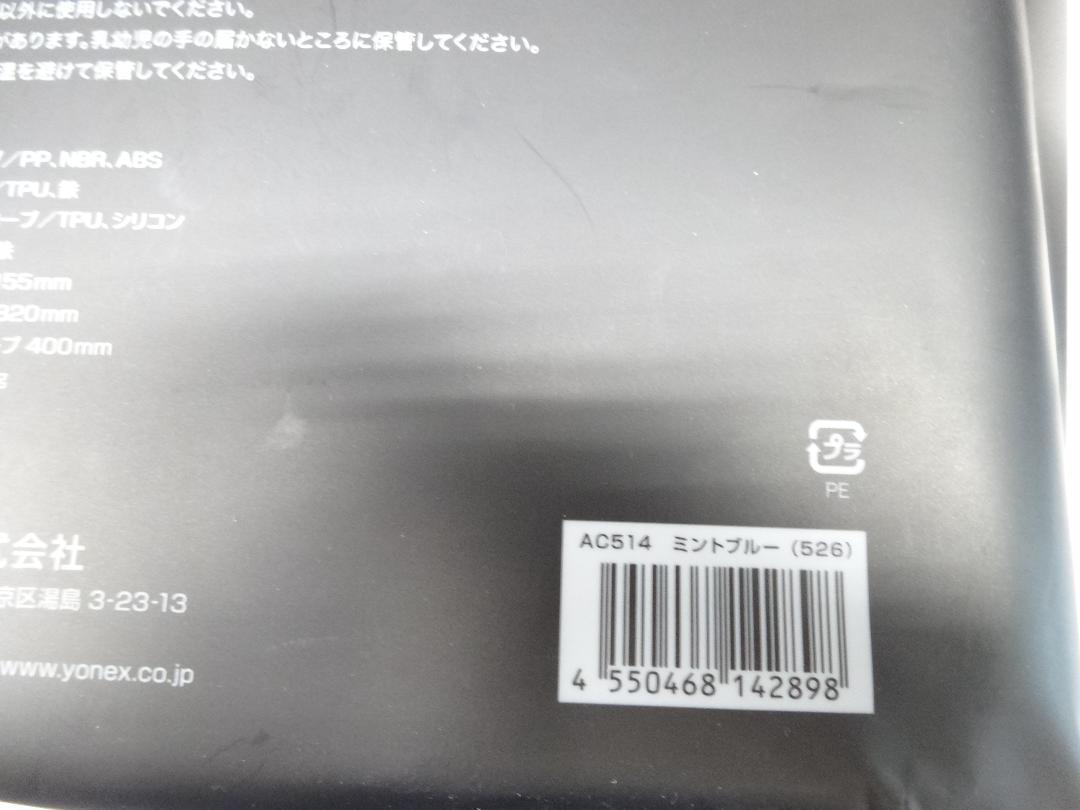 以外に使用しないでください。
があります。乳幼児の手の届かないところに保管してください。
温を避けて保管してください。
/PP、NBR、ABS
/TPU、鉄
ーブ/TPU、シリコン
鉄
55mm
320mm
ブ 400mm
プラ
PE
式会社
京区湯島 3-23-13
www.yonex.co.jp
AC514 ミントブルー (526)
4 550468 142898